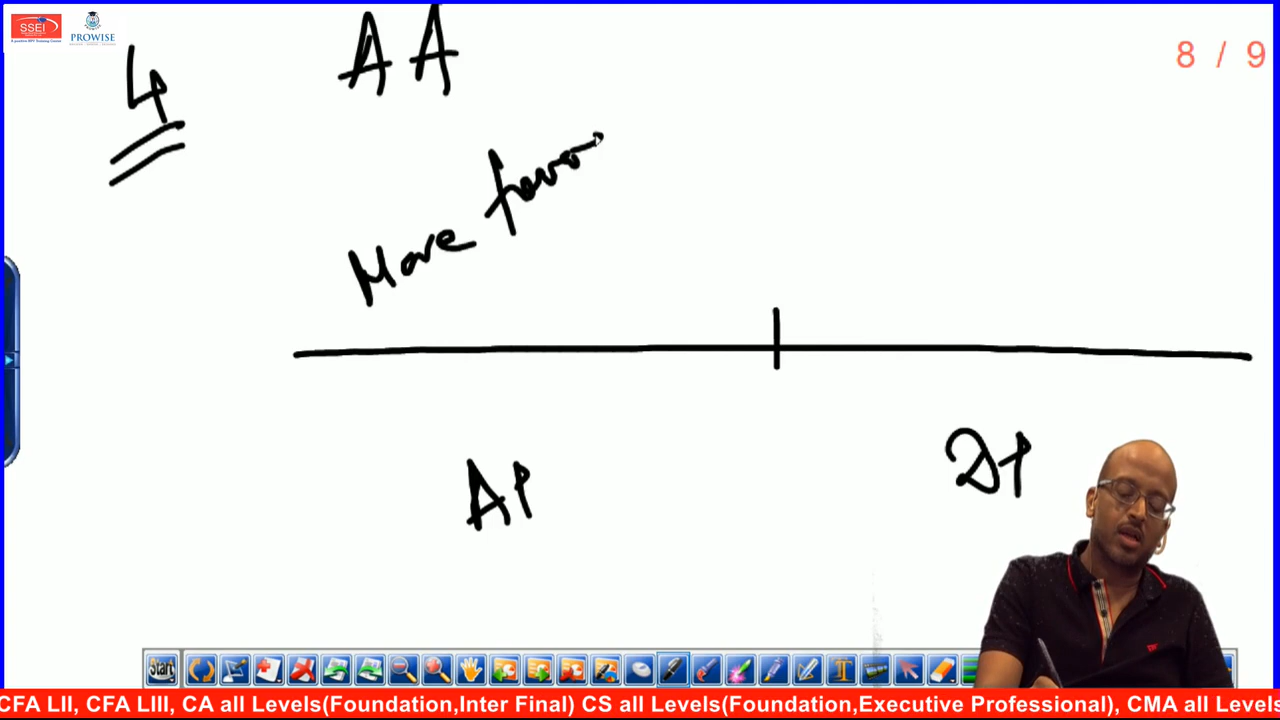 SSEI
PROWISE
8 / 9
4
AA
More favo
AP
DP
Start
CFA LII, CFA LIII, CA all Levels(Foundation,Inter Final) CS all Levels(Foundation,Executive Professional), CMA all Levels